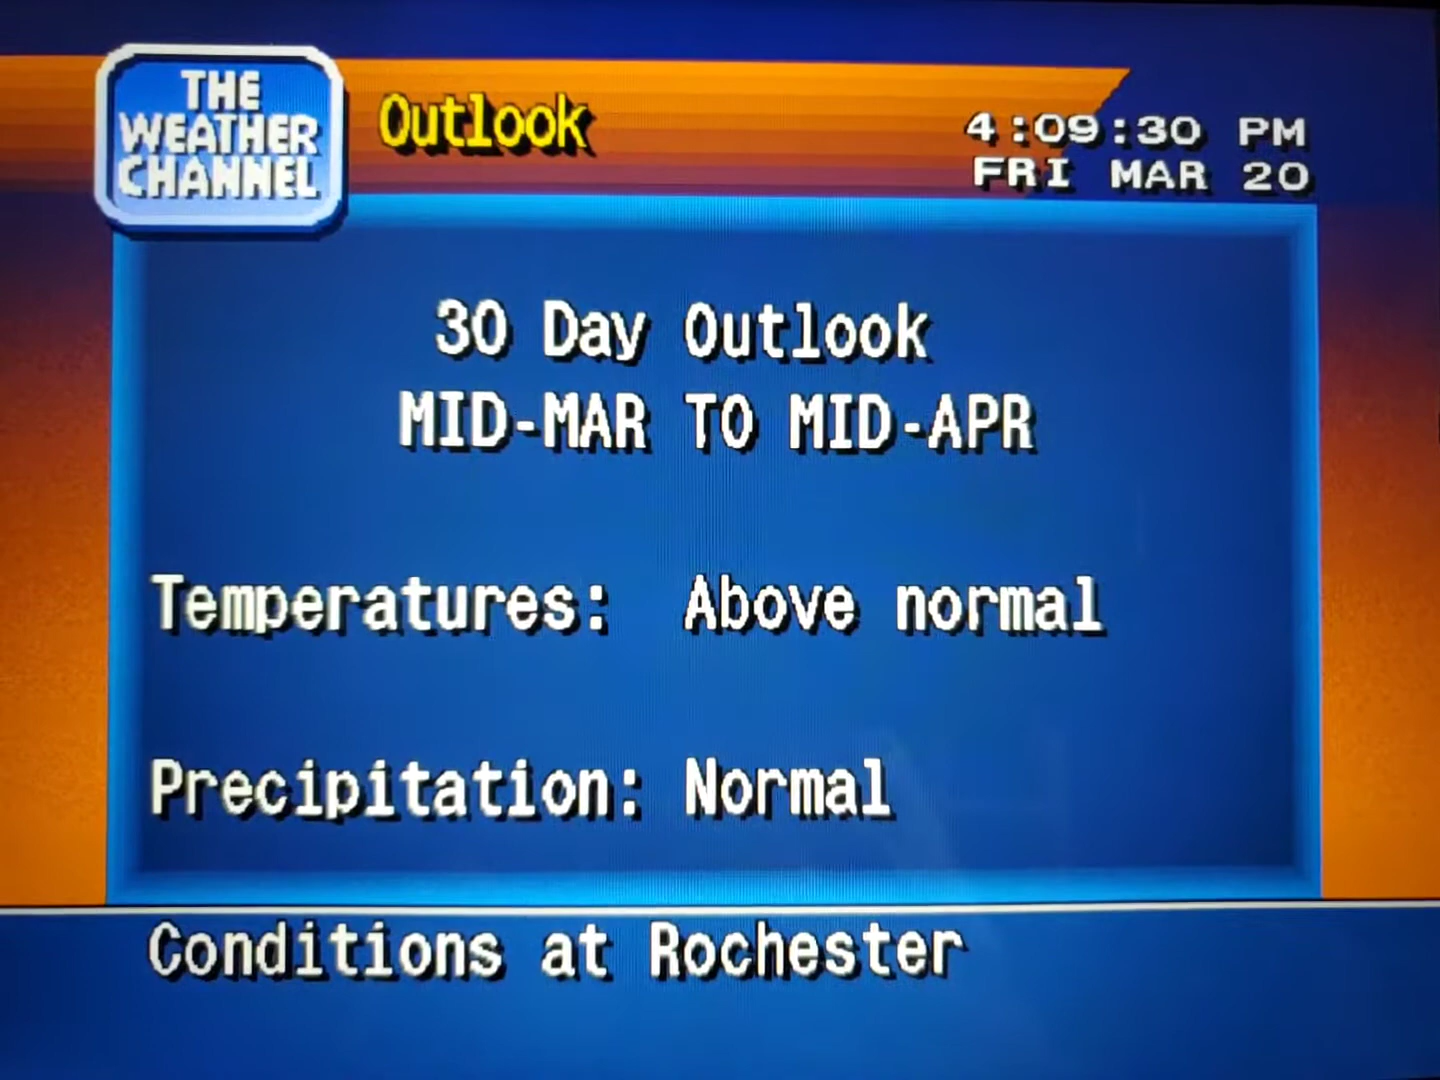 THE
WEATHER
CHANNEL
Outlook
4:09:30 PM
FRI MAR 20
30 Day Outlook
MID-MAR TO MID-APR
Temperatures: Above normal
Precipitation: Normal
Conditions at Rochester